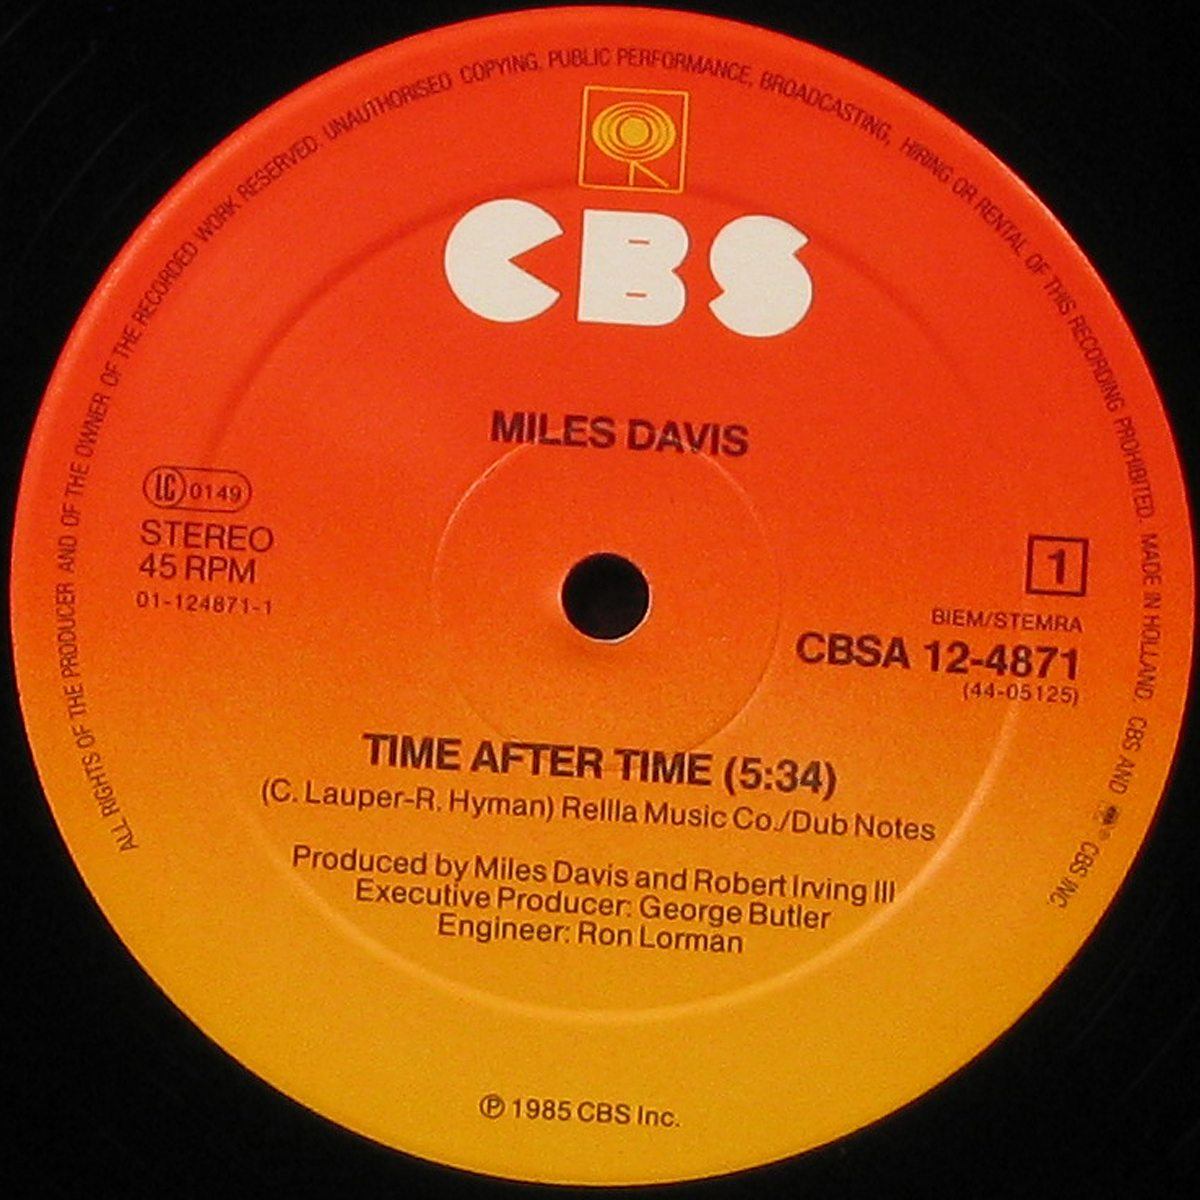 ALL RIGHTS OF THE PRODUCER AND OF THE OWNER OF THE RECORDED WORK RESERVED. UNAUTHORISED COPYING, PUBLIC PERFORMANCE, BROADCASTING, HIRING OR RENTAL OF THIS RECORDING PROHIBITED. MADE IN HOLLAND. CBS AND ℗ CBS INC.
CBS
MILES DAVIS
LC 0149
STEREO
45 RPM
01-124871-1
1
BIEM/STEMRA
CBSA 12-4871
(44-05125)
TIME AFTER TIME (5:34)
(C. Lauper-R. Hyman) Rellla Music Co./Dub Notes
Produced by Miles Davis and Robert Irving III
Executive Producer: George Butler
Engineer: Ron Lorman
℗ 1985 CBS Inc.